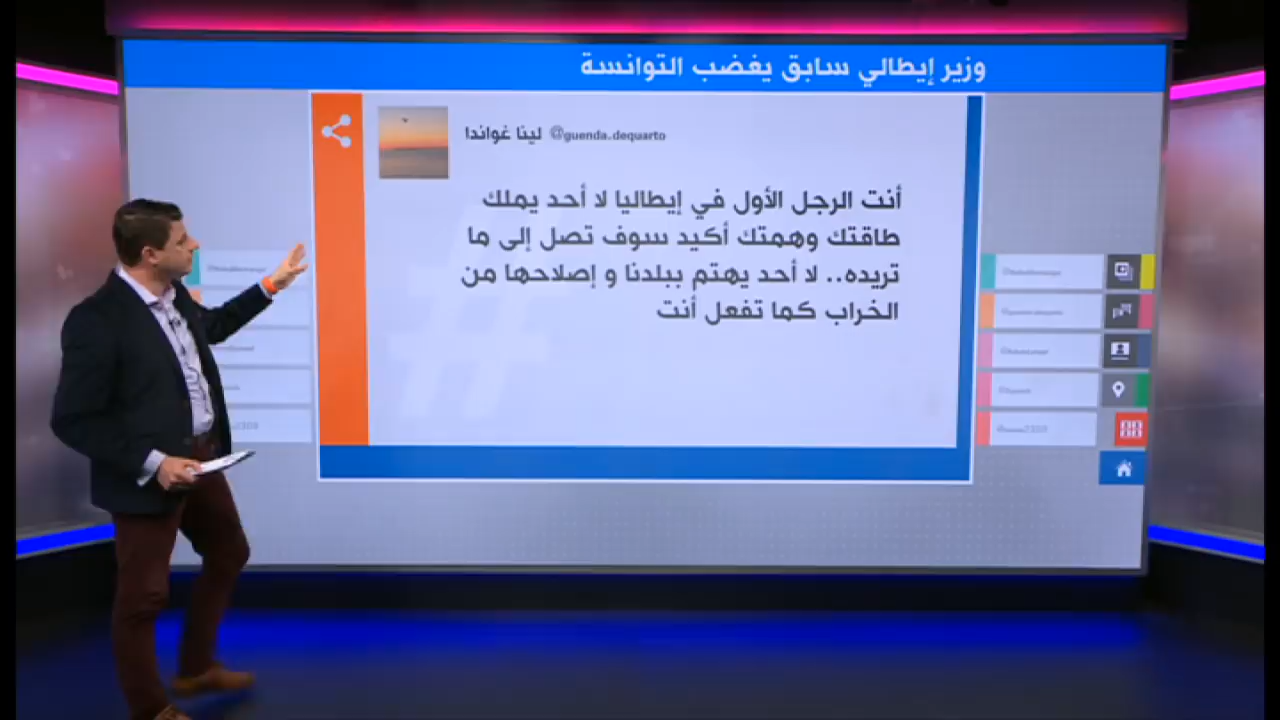 وزير إيطالي سابق يغضب التوانسة
لينا غواندا @guenda.dequarto
أنت الرجل الأول في إيطاليا لا أحد يملك
طاقتك وهمتك أكيد سوف تصل إلى ما
تريده.. لا أحد يهتم ببلدنا و إصلاحها من
الخراب كما تفعل أنت